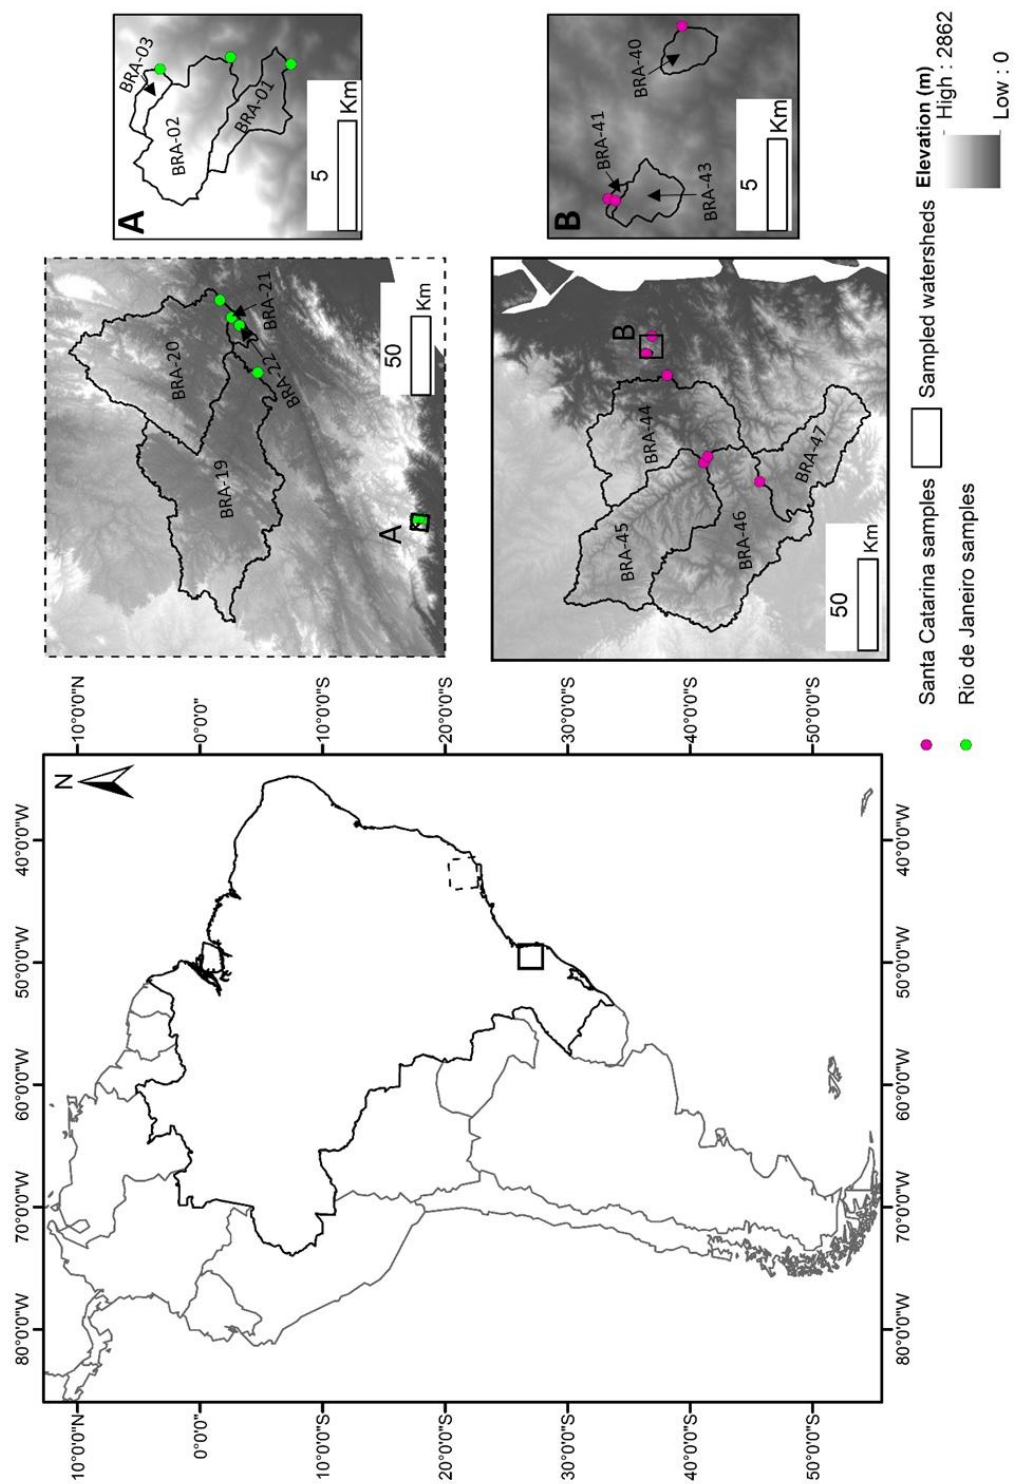 80°0'0"W
70°0'0"W
60°0'0"W
50°0'0"W
40°0'0"W
10°0'0"N
0°0'0"
10°0'0"S
20°0'0"S
30°0'0"S
40°0'0"S
50°0'0"S
N
10°0'0"N
0°0'0"
10°0'0"S
20°0'0"S
30°0'0"S
40°0'0"S
50°0'0"S
80°0'0"W
70°0'0"W
60°0'0"W
50°0'0"W
40°0'0"W
BRA-20
BRA-19
BRA-21
BRA-22
A
50
Km
A
BRA-03
BRA-02
BRA-01
5
Km
B
BRA-44
BRA-45
BRA-46
BRA-47
50
Km
B
BRA-40
BRA-41
BRA-43
5
Km
Santa Catarina samples
Rio de Janeiro samples
Sampled watersheds
Elevation (m)
High : 2862
Low : 0